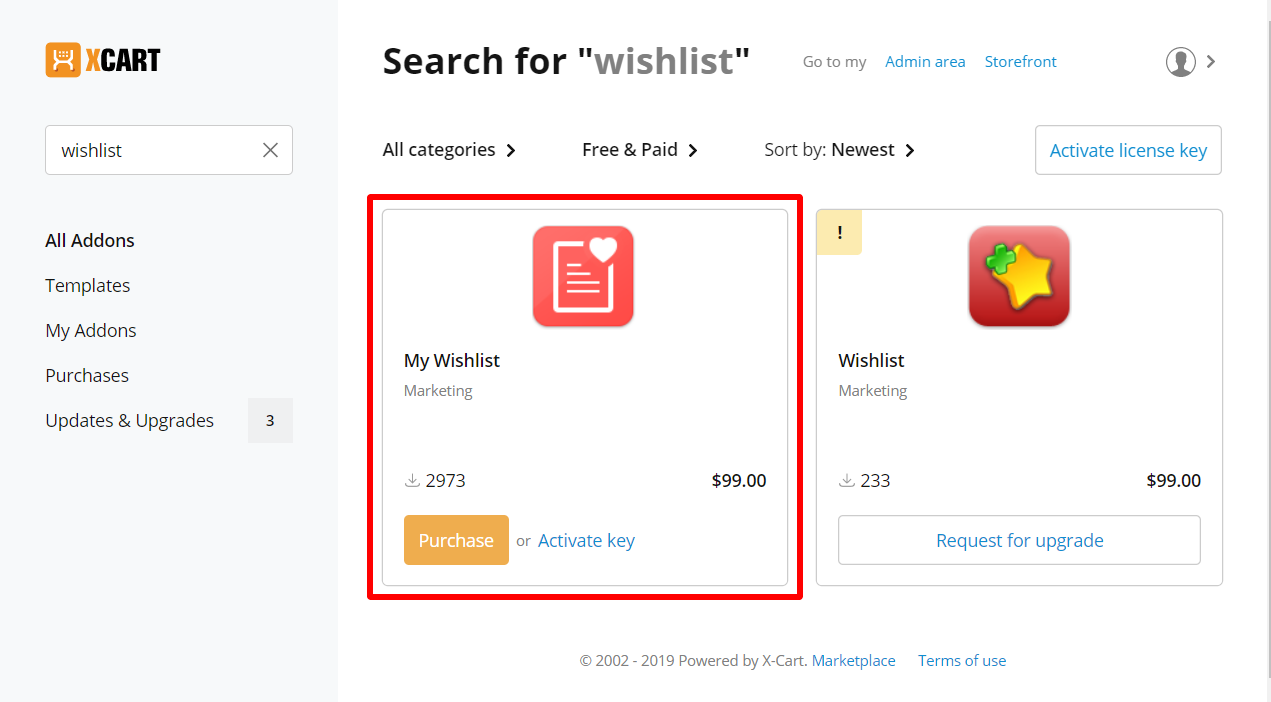 XCART
Search for "wishlist"
Go to my Admin area Storefront
wishlist
All categories
Free & Paid
Sort by: Newest
Activate license key
All Addons
Templates
My Addons
Purchases
Updates & Upgrades 3
My Wishlist
Marketing
2973 $99.00
Purchase or Activate key
!
Wishlist
Marketing
233 $99.00
Request for upgrade
© 2002 - 2019 Powered by X-Cart. Marketplace Terms of use